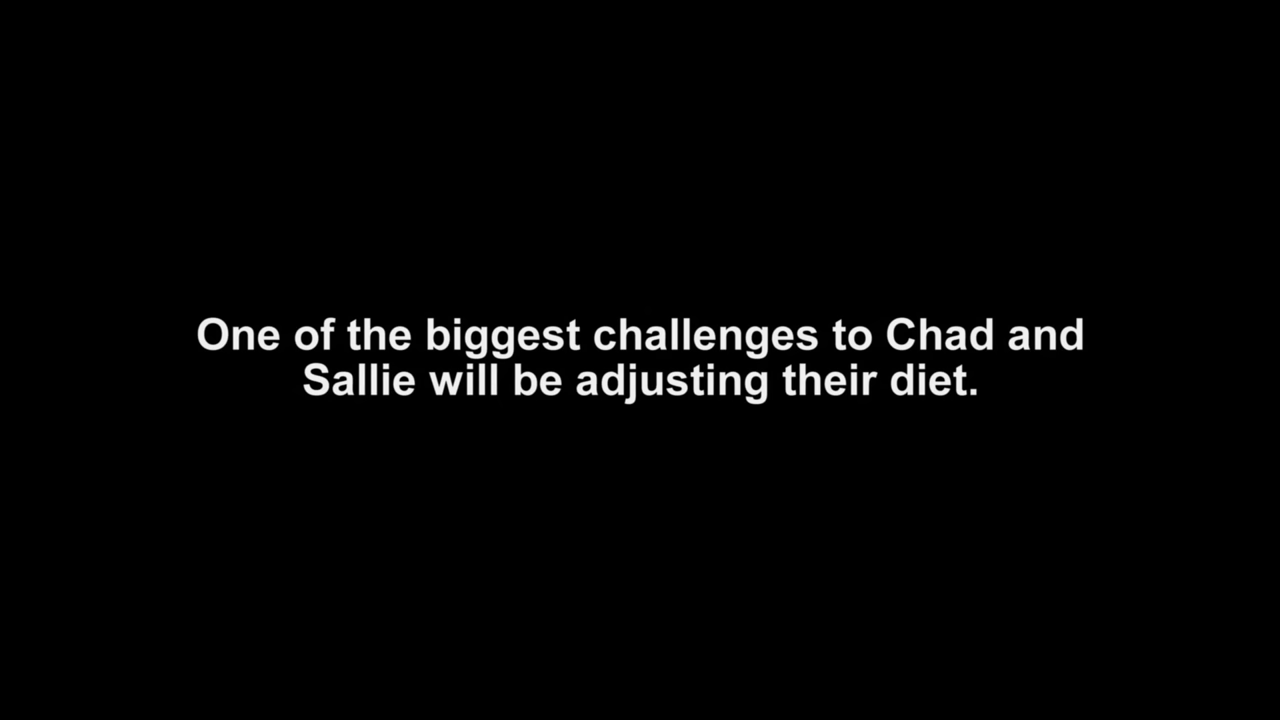 One of the biggest challenges to Chad and
Sallie will be adjusting their diet.